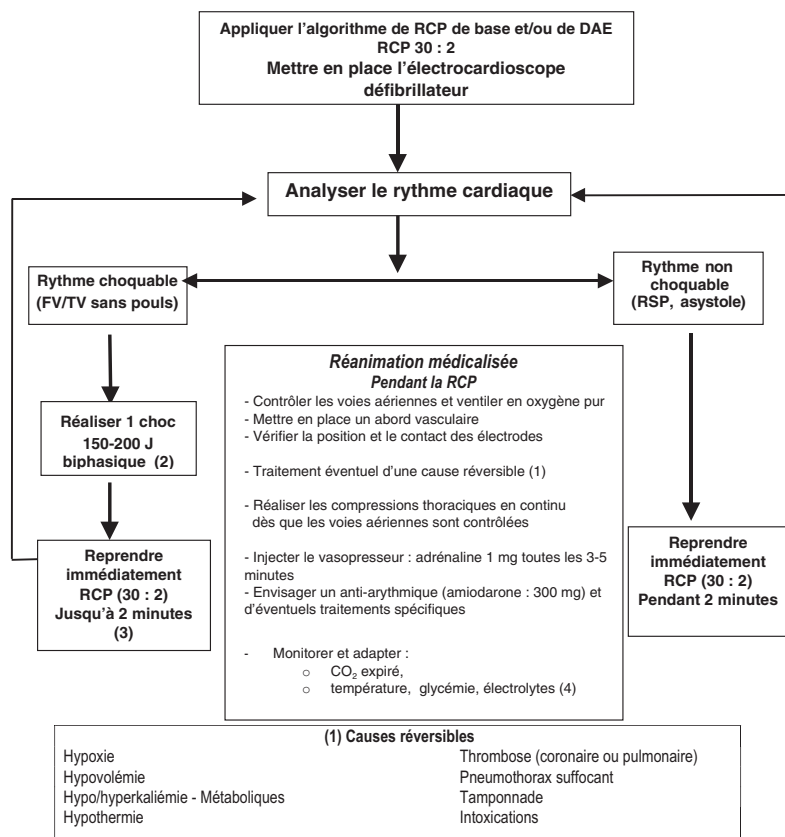 Appliquer l'algorithme de RCP de base et/ou de DAE
RCP 30 : 2
Mettre en place l'électrocardioscope
défibrillateur
Analyser le rythme cardiaque
Rythme choquable
(FV/TV sans pouls)
Rythme non
choquable
(RSP, asystole)
Réaliser 1 choc
150-200 J
biphasique (2)
Reprendre
immédiatement
RCP (30 : 2)
Jusqu'à 2 minutes
(3)
Réanimation médicalisée
Pendant la RCP
- Contrôler les voies aériennes et ventiler en oxygène pur
- Mettre en place un abord vasculaire
- Vérifier la position et le contact des électrodes
- Traitement éventuel d'une cause réversible (1)
- Réaliser les compressions thoraciques en continu
dès que les voies aériennes sont contrôlées
- Injecter le vasopresseur : adrénaline 1 mg toutes les 3-5
minutes
- Envisager un anti-arythmique (amiodarone : 300 mg) et
d'éventuels traitements spécifiques
- Monitorer et adapter :
o CO₂ expiré,
o température, glycémie, électrolytes (4)
Reprendre
immédiatement
RCP (30 : 2)
Pendant 2 minutes
(1) Causes réversibles
Hypoxie
Hypovolémie
Hypo/hyperkaliémie - Métaboliques
Hypothermie
Thrombose (coronaire ou pulmonaire)
Pneumothorax suffocant
Tamponnade
Intoxications